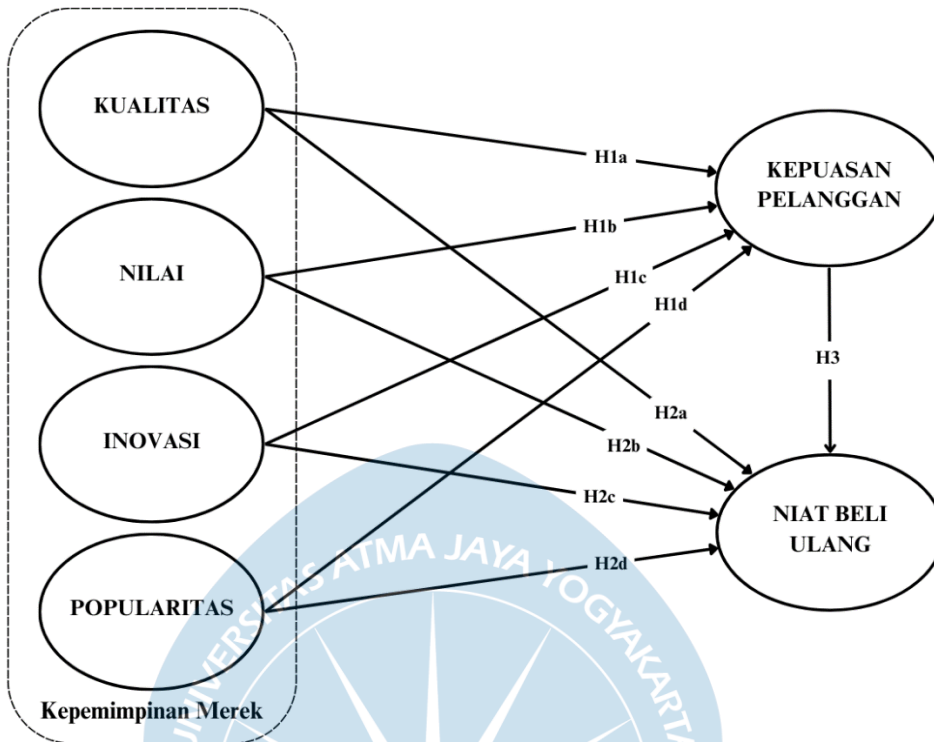 KUALITAS
NILAI
INOVASI
POPULARITAS
Kepemimpinan Merek
H1a
H1b
H1c
H1d
H2a
H2b
H2c
H2d
KEPUASAN
PELANGGAN
H3
NIAT BELI
ULANG
UNIVERSITAS ATMA JAYA YOGYAKARTA